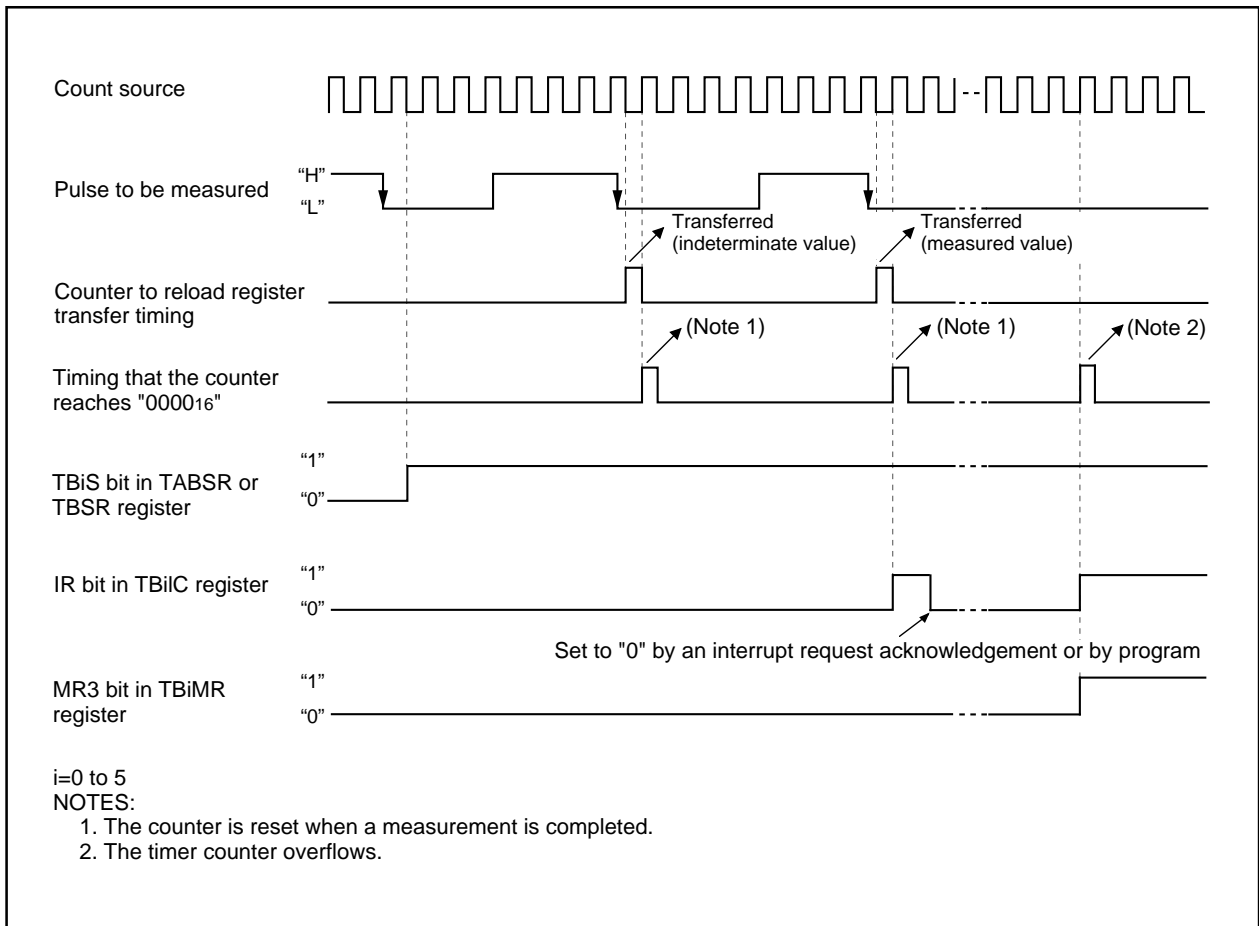 Count source
Pulse to be measured
“H”
“L”
Transferred
(indeterminate value)
Transferred
(measured value)
Counter to reload register
transfer timing
(Note 1)
(Note 1)
(Note 2)
Timing that the counter
reaches "000016"
TBiS bit in TABSR or
TBSR register
“1”
“0”
IR bit in TBiIC register
“1”
“0”
Set to "0" by an interrupt request acknowledgement or by program
MR3 bit in TBiMR
register
“1”
“0”
i=0 to 5
NOTES:
1. The counter is reset when a measurement is completed.
2. The timer counter overflows.